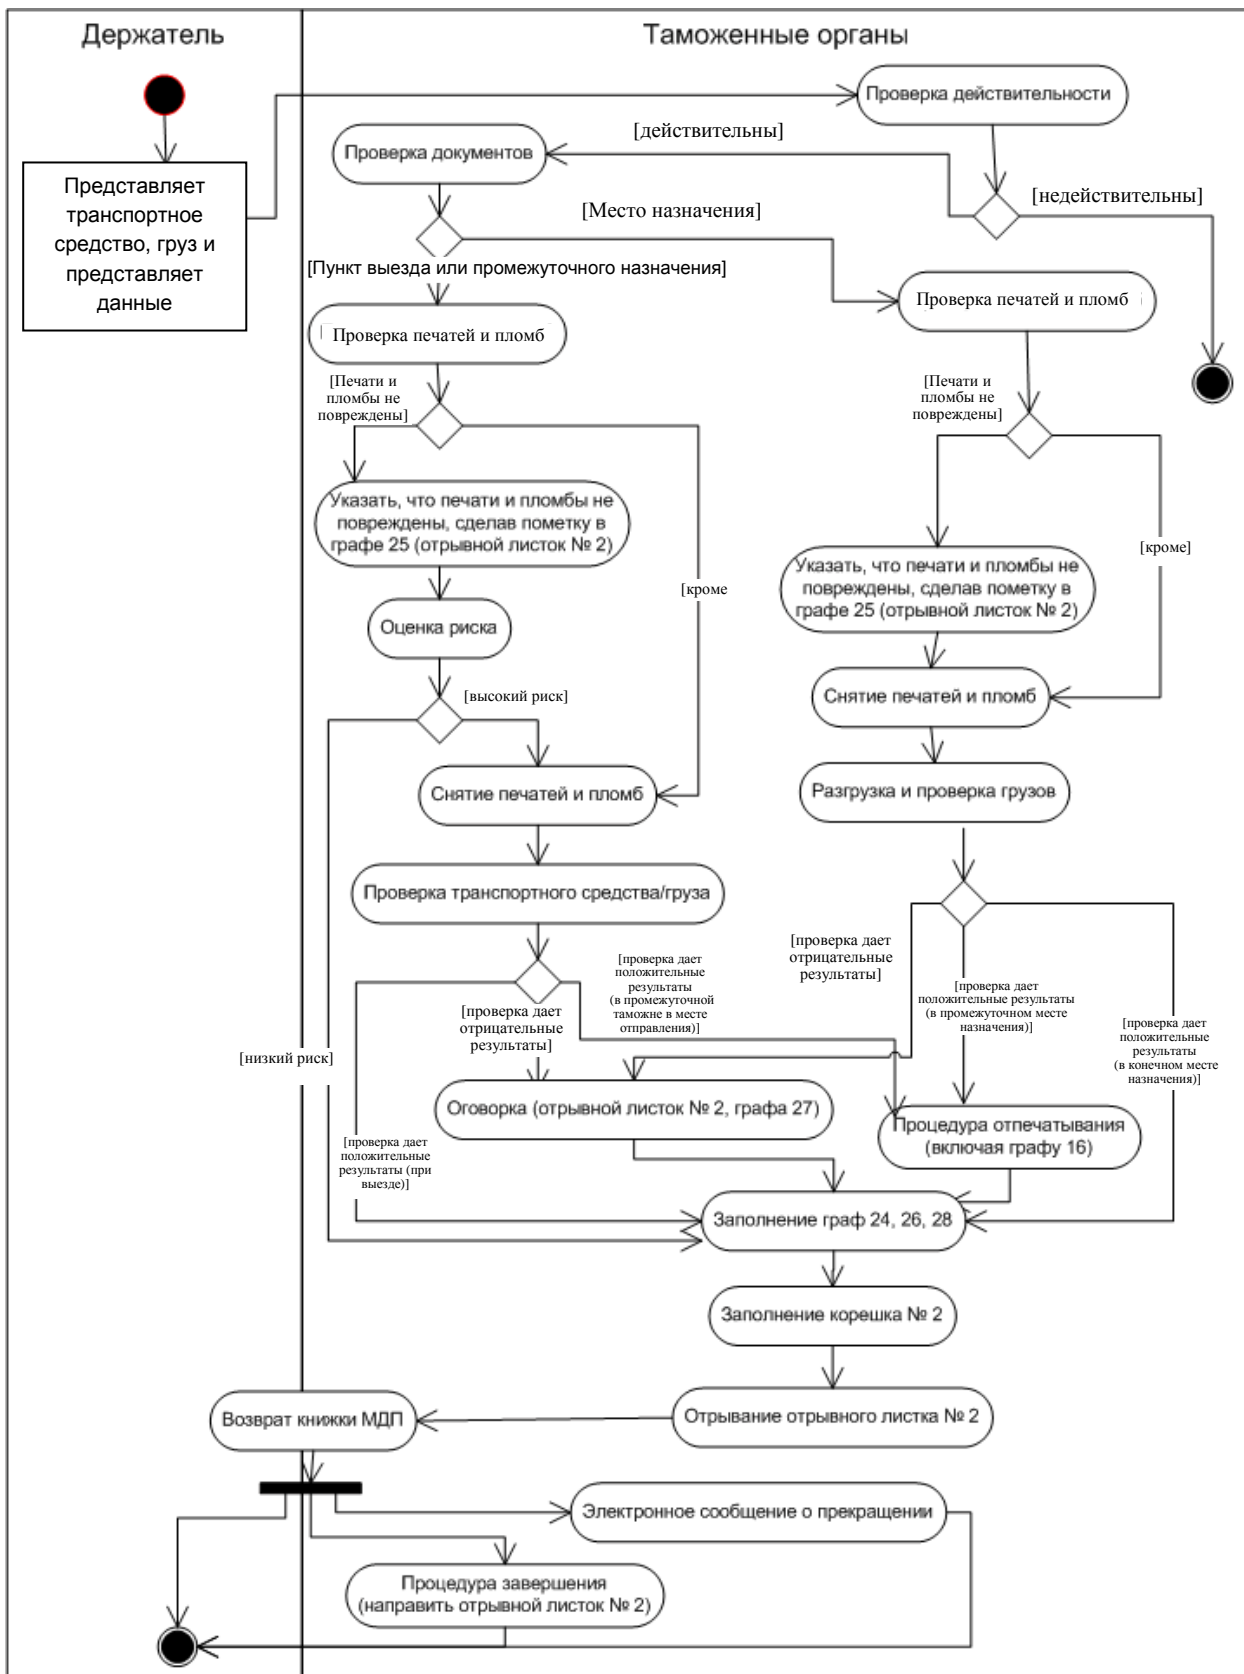 Держатель
Таможенные органы
Проверка действительности
[действительны]
Проверка документов
[недействительны]
Представляет
транспортное
средство, груз и
представляет
данные
[Место назначения]
[Пункт выезда или промежуточного назначения]
Проверка печатей и пломб
Проверка печатей и пломб
[Печати и
пломбы не
повреждены]
[Печати и
пломбы не
повреждены]
Указать, что печати и пломбы не
повреждены, сделав пометку в
графе 25 (отрывной листок № 2)
[кроме]
Указать, что печати и пломбы не
повреждены, сделав пометку в
графе 25 (отрывной листок № 2)
[кроме
Оценка риска
[высокий риск]
Снятие печатей и пломб
Снятие печатей и пломб
Разгрузка и проверка грузов
Проверка транспортного средства/груза
[проверка дает
отрицательные
результаты]
[проверка дает
положительные
результаты
(в промежуточной
таможне в месте
отправления)]
[проверка дает
положительные результаты
(в промежуточном месте
назначения)]
[проверка дает
отрицательные
результаты]
[проверка дает
положительные
результаты
(в конечном месте
назначения)]
[низкий риск]
Оговорка (отрывной листок № 2, графа 27)
Процедура отпечатывания
(включая графу 16)
[проверка дает
положительные
результаты (при
выезде)]
Заполнение граф 24, 26, 28
Заполнение корешка № 2
Возврат книжки МДП
Отрывание отрывного листка № 2
Электронное сообщение о прекращении
Процедура завершения
(направить отрывной листок № 2)